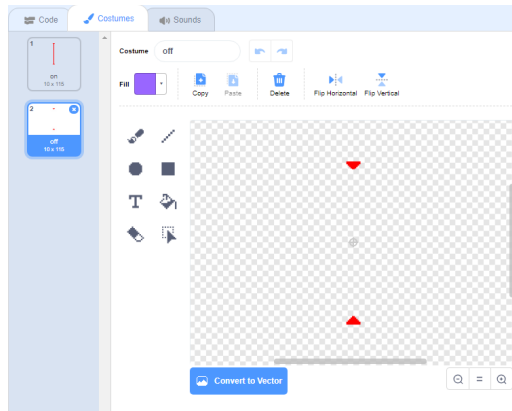 Code
Costumes
Sounds
1
on
10 x 115
2
off
10 x 115
Costume
off
Fill
Copy
Paste
Delete
Flip Horizontal
Flip Vertical
T
Convert to Vector